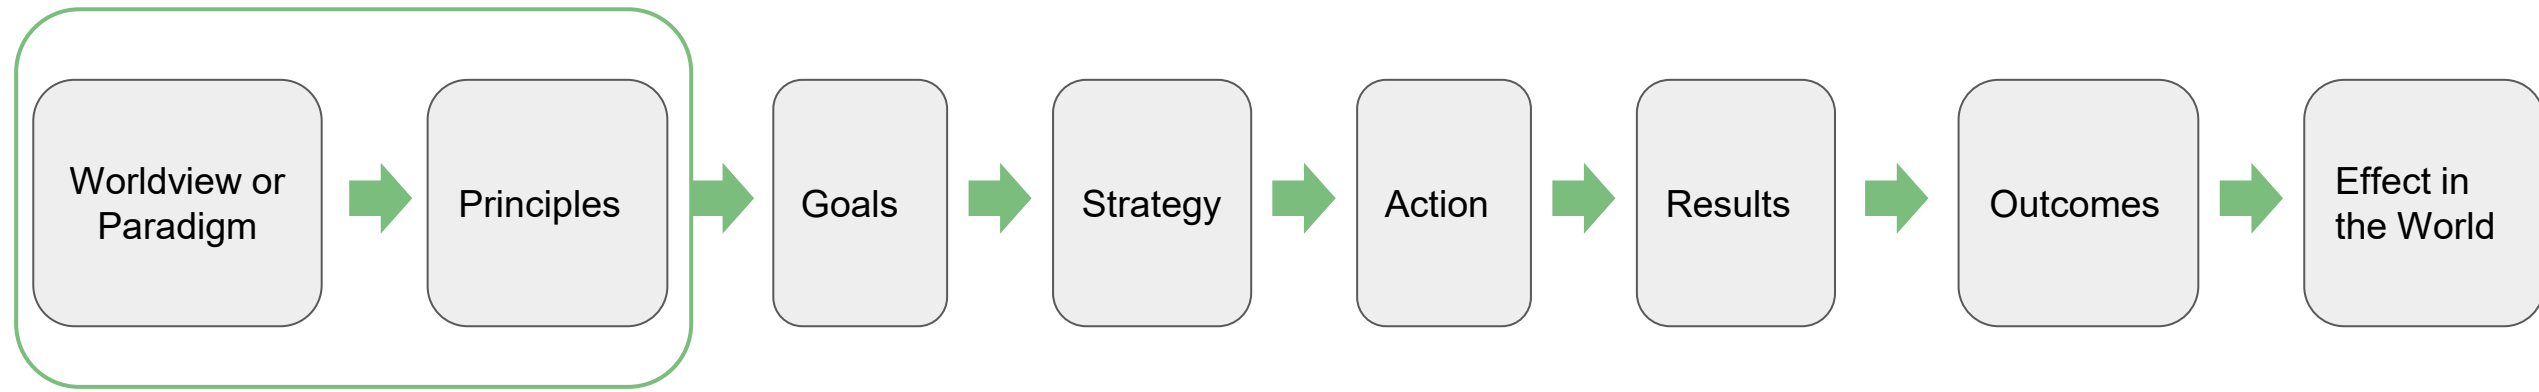 Worldview or
Paradigm
Principles
Goals
Strategy
Action
Results
Outcomes
Effect in
the World